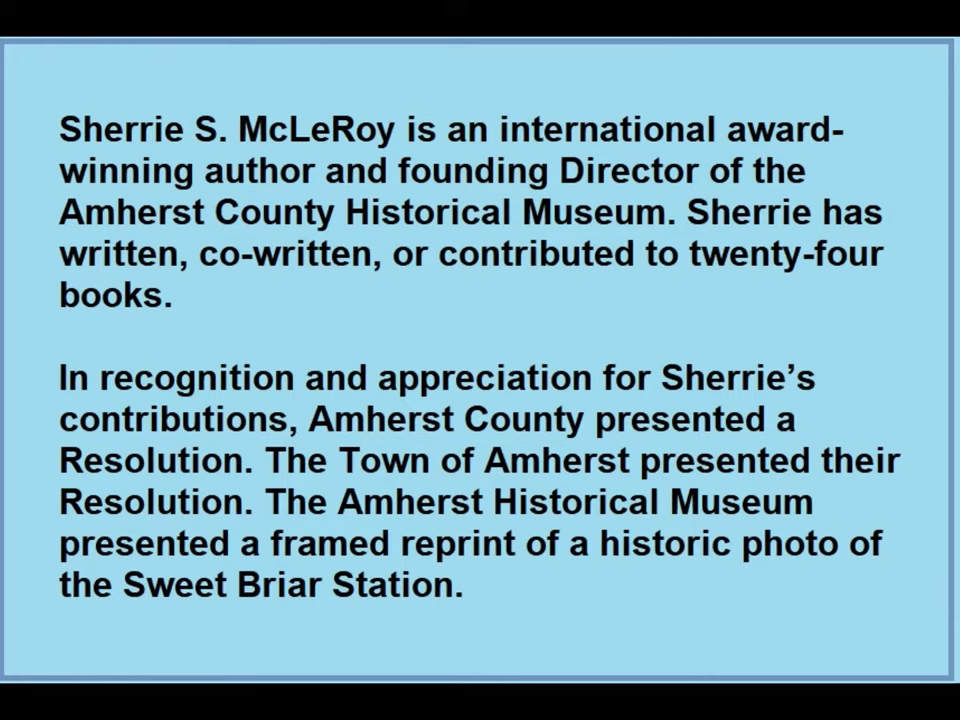 Sherrie S. McLeRoy is an international award-
winning author and founding Director of the
Amherst County Historical Museum. Sherrie has
written, co-written, or contributed to twenty-four
books.
In recognition and appreciation for Sherrie’s
contributions, Amherst County presented a
Resolution. The Town of Amherst presented their
Resolution. The Amherst Historical Museum
presented a framed reprint of a historic photo of
the Sweet Briar Station.